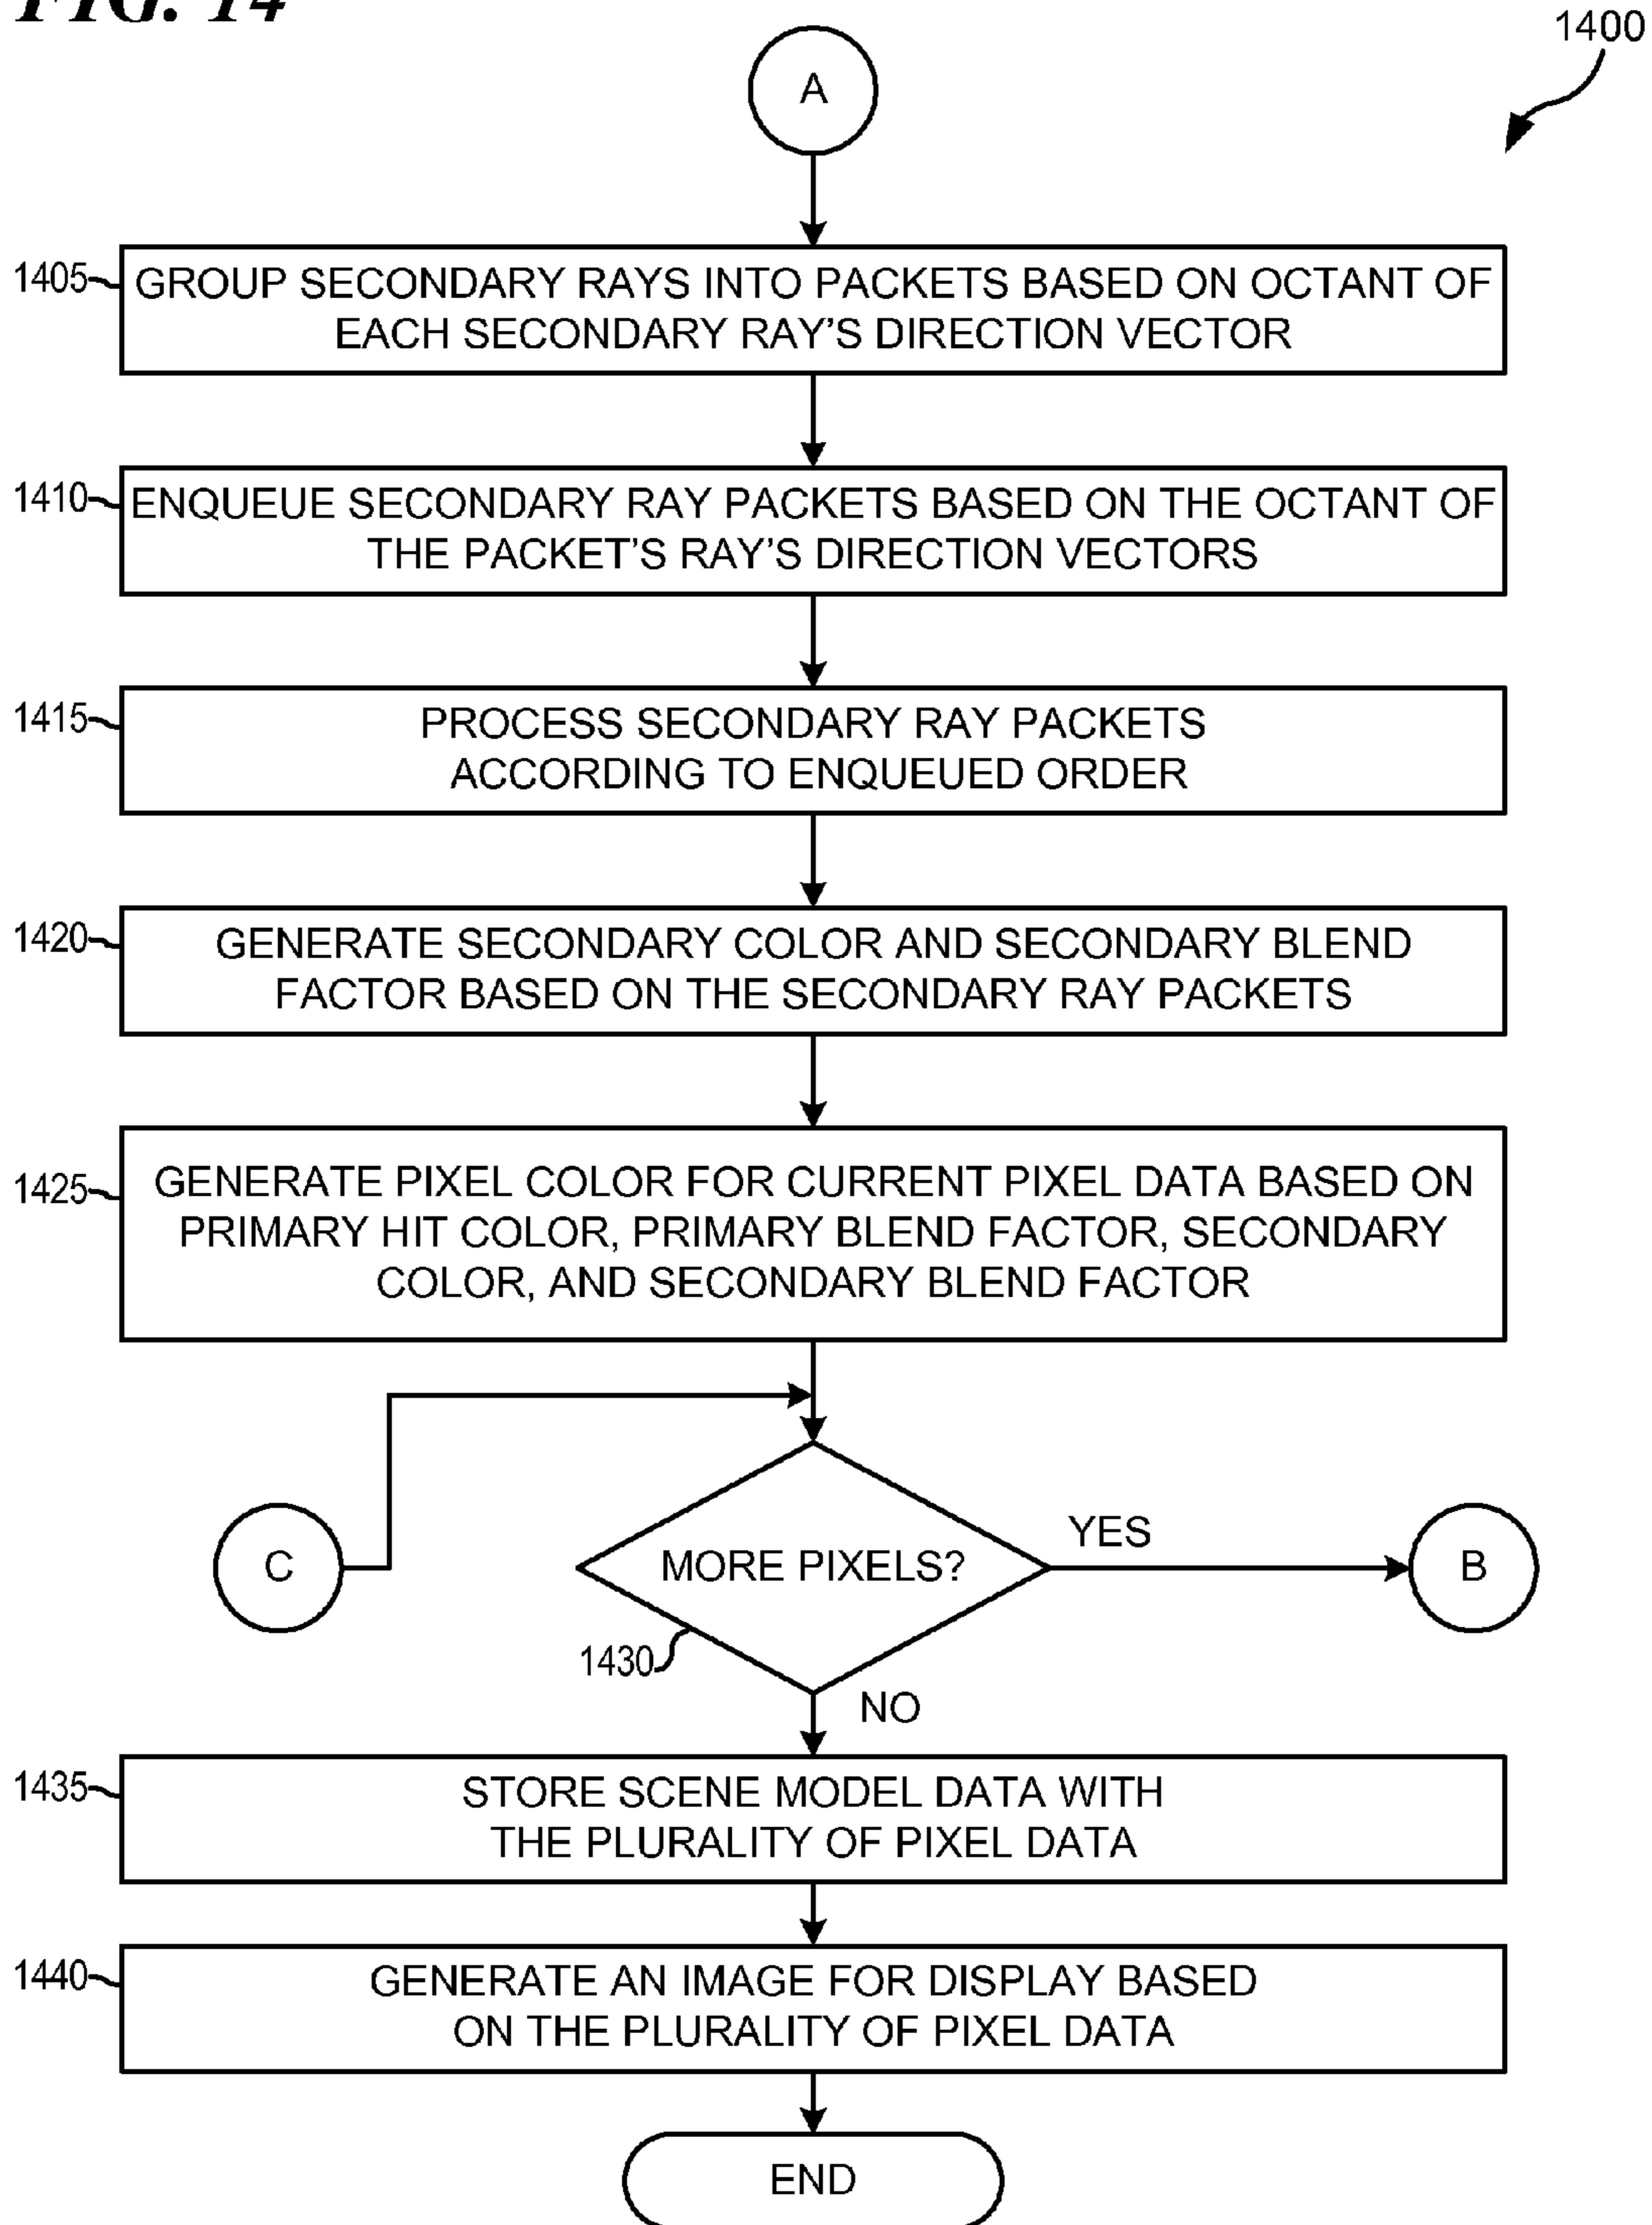 FIG. 14
1400
A
1405
GROUP SECONDARY RAYS INTO PACKETS BASED ON OCTANT OF
EACH SECONDARY RAY'S DIRECTION VECTOR
1410
ENQUEUE SECONDARY RAY PACKETS BASED ON THE OCTANT OF
THE PACKET'S RAY'S DIRECTION VECTORS
1415
PROCESS SECONDARY RAY PACKETS
ACCORDING TO ENQUEUED ORDER
1420
GENERATE SECONDARY COLOR AND SECONDARY BLEND
FACTOR BASED ON THE SECONDARY RAY PACKETS
1425
GENERATE PIXEL COLOR FOR CURRENT PIXEL DATA BASED ON
PRIMARY HIT COLOR, PRIMARY BLEND FACTOR, SECONDARY
COLOR, AND SECONDARY BLEND FACTOR
C
MORE PIXELS?
YES
B
1430
NO
1435
STORE SCENE MODEL DATA WITH
THE PLURALITY OF PIXEL DATA
1440
GENERATE AN IMAGE FOR DISPLAY BASED
ON THE PLURALITY OF PIXEL DATA
END